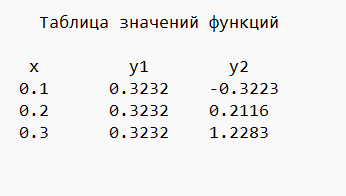 Таблица значений функций
x y1 y2
0.1 0.3232 -0.3223
0.2 0.3232 0.2116
0.3 0.3232 1.2283